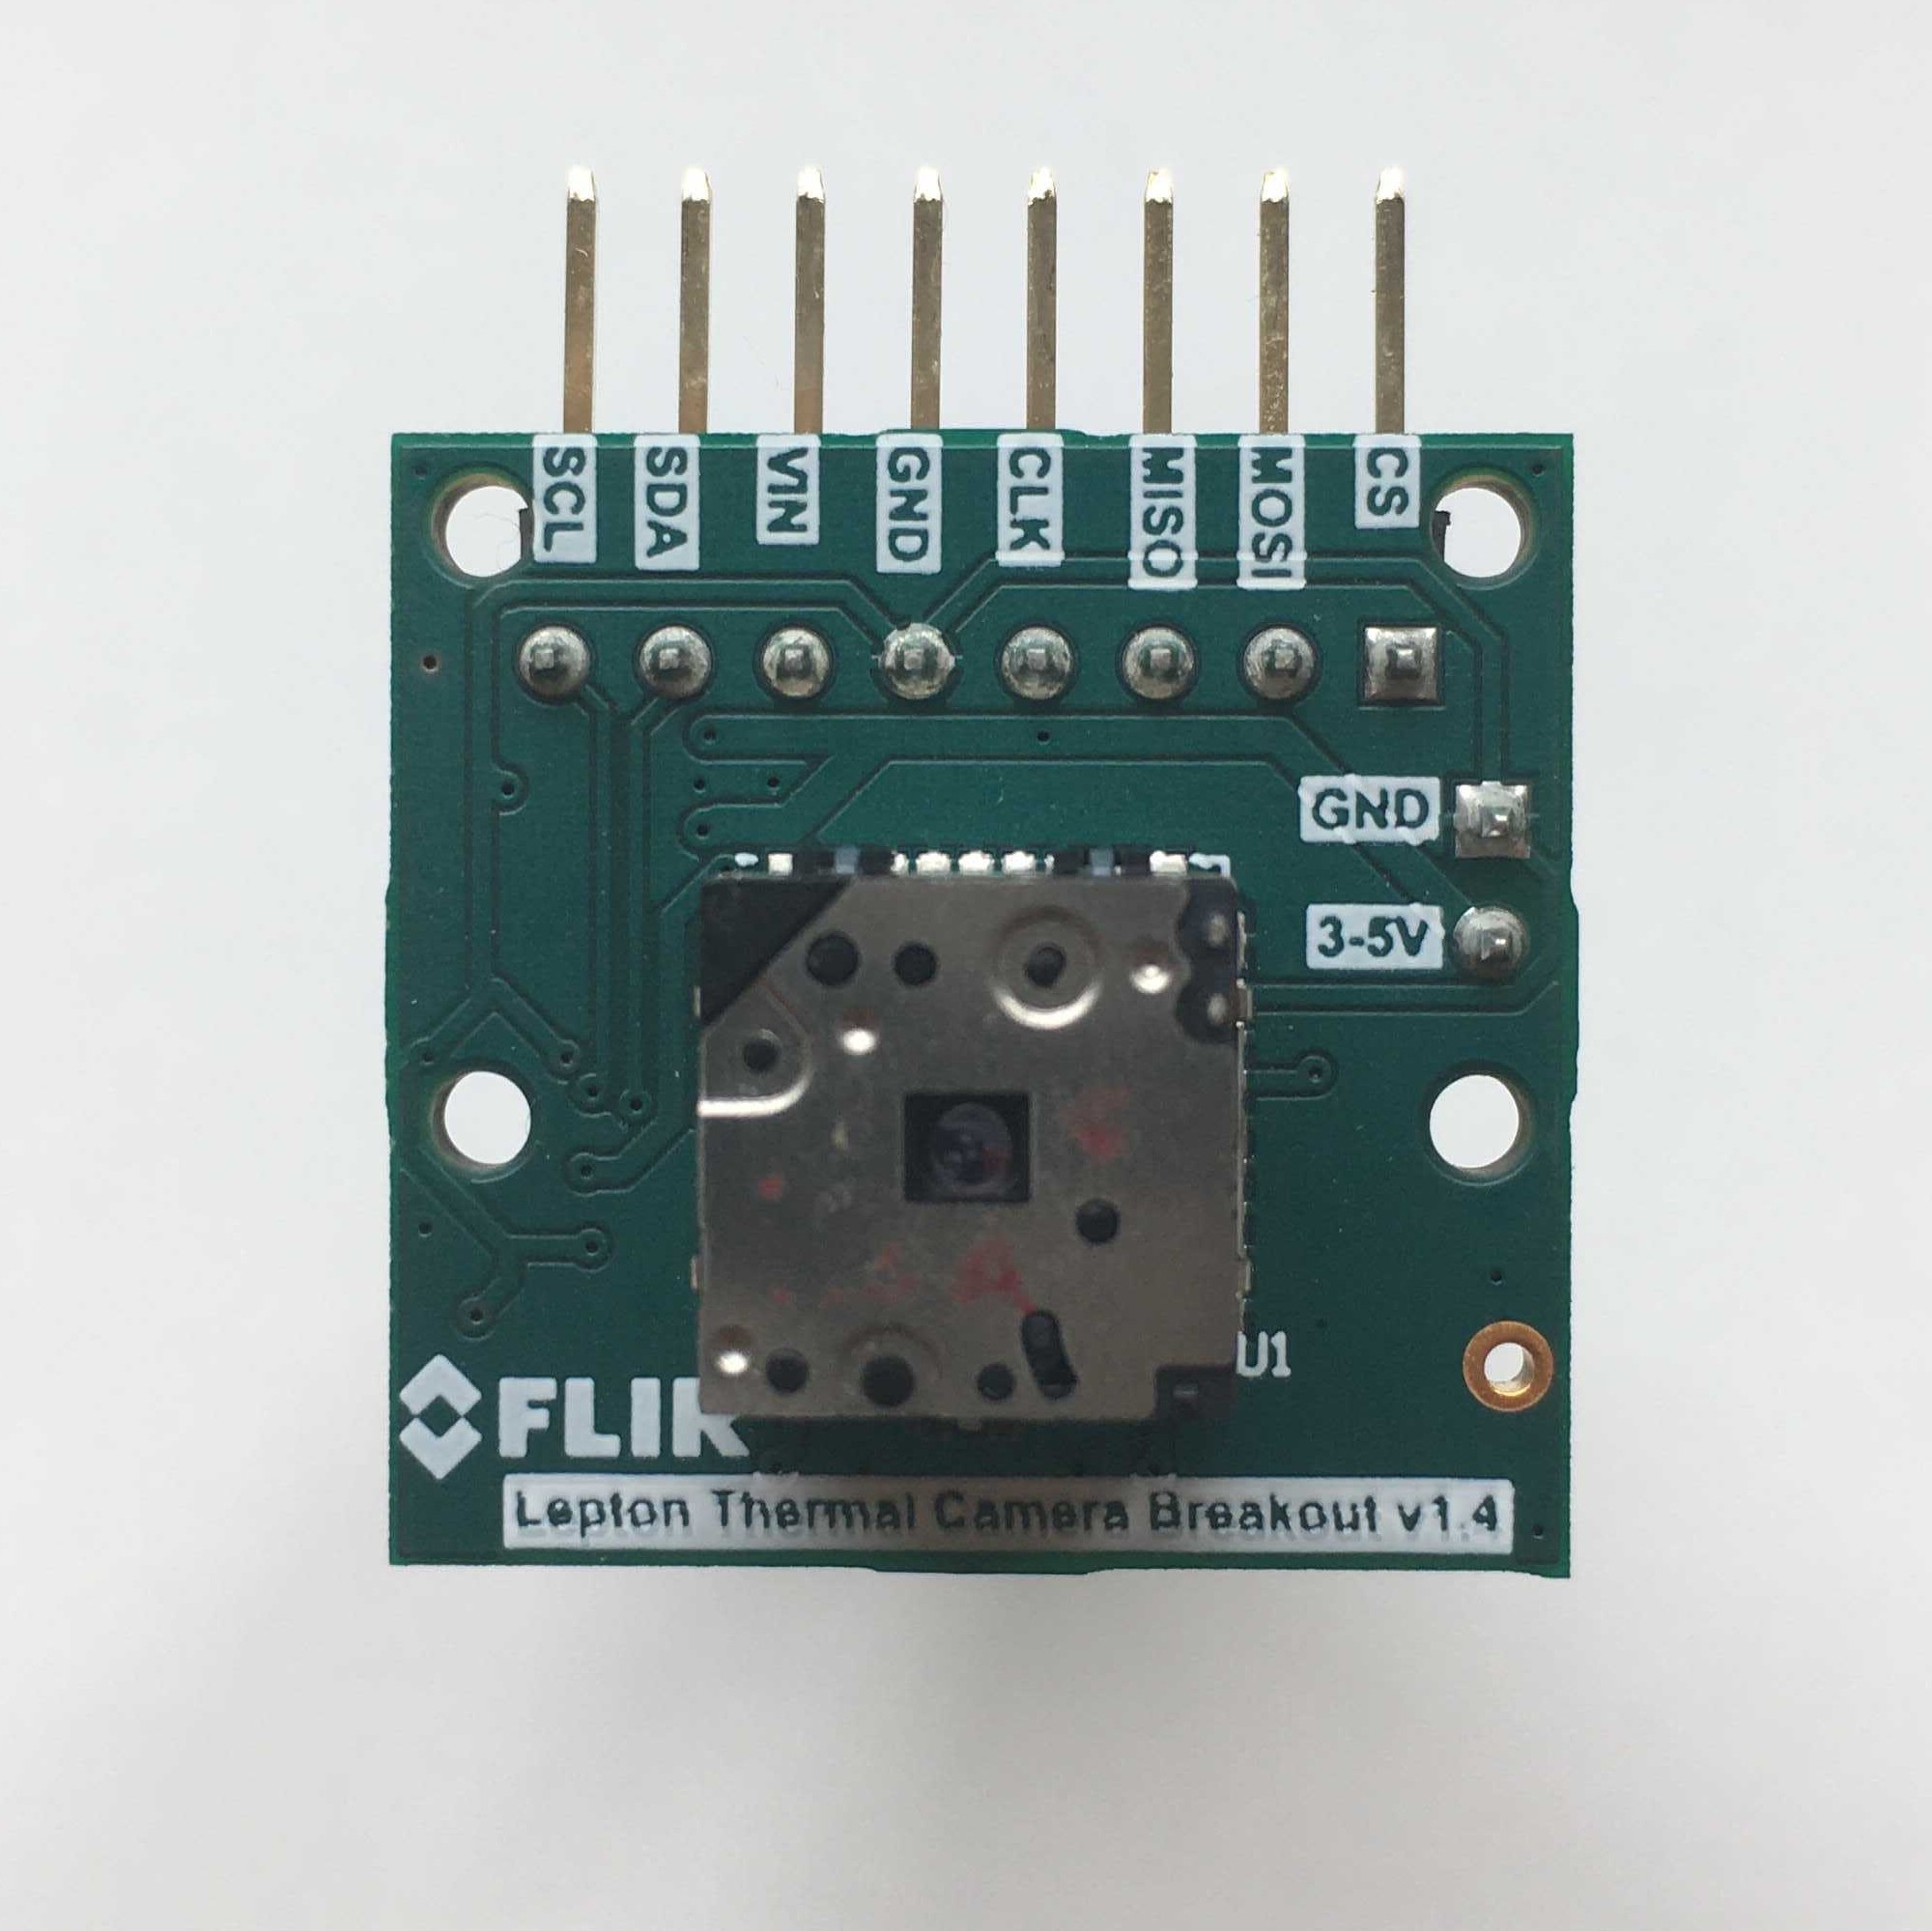 SCL
SDA
VIN
GND
CLK
MISO
MOSI
CS
GND
3-5V
U1
FLIR
Lepton Thermal Camera Breakout v1.4